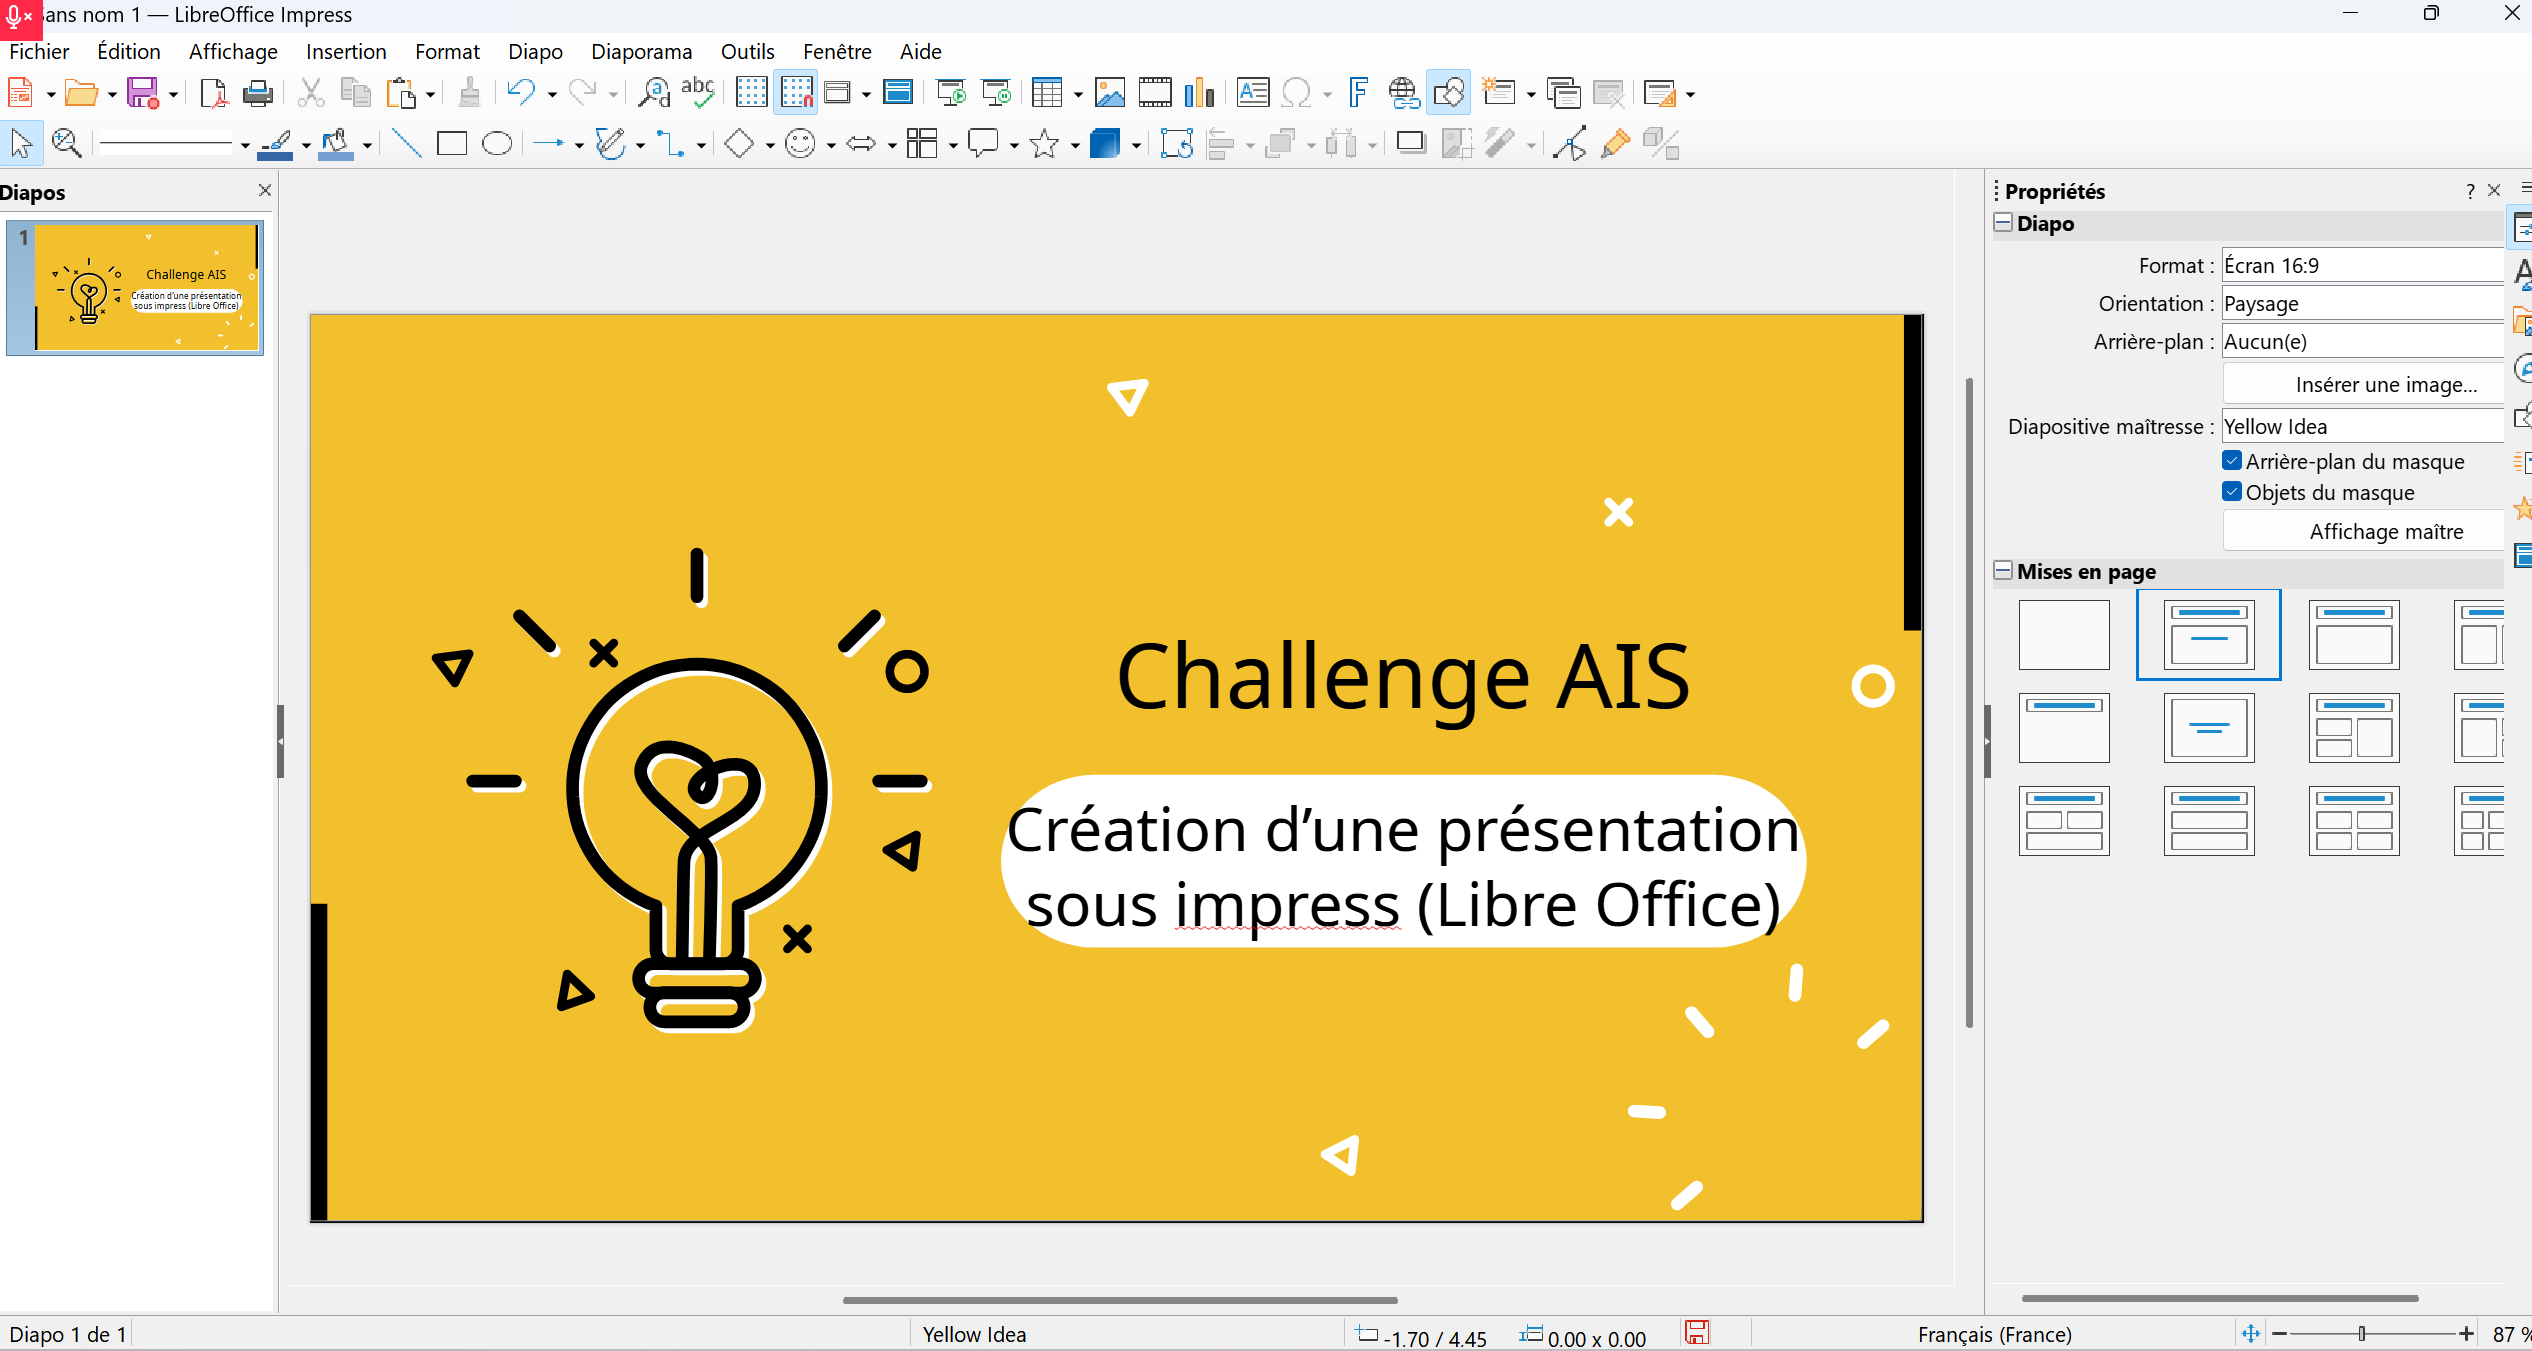 ans nom 1 — LibreOffice Impress
Fichier Édition Affichage Insertion Format Diapo Diaporama Outils Fenêtre Aide
Diapos
1
Challenge AIS
Création d'une présentation
sous impress (Libre Office)
Challenge AIS
Création d’une présentation
sous impress (Libre Office)
Propriétés
Diapo
Format : Écran 16:9
Orientation : Paysage
Arrière-plan : Aucun(e)
Insérer une image...
Diapositive maîtresse : Yellow Idea
Arrière-plan du masque
Objets du masque
Affichage maître
Mises en page
Diapo 1 de 1 Yellow Idea -1.70 / 4.45 0.00 x 0.00 Français (France) 87 %